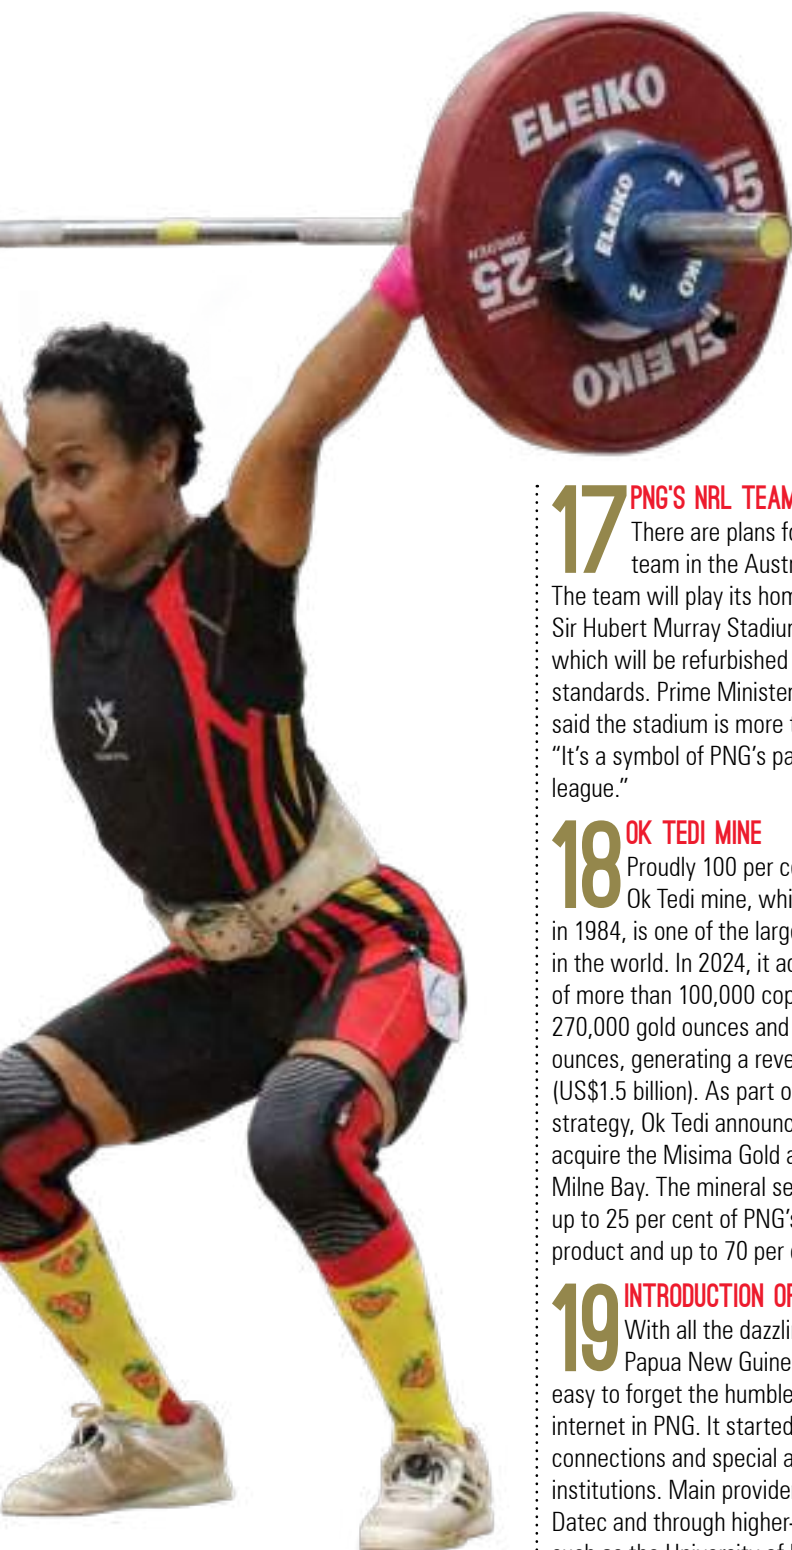 ELEIKO
25
ELEIKO
2
25
2
ELEIKO
17 PNG'S NRL TEAM
There are plans fo
team in the Austr
The team will play its hom
Sir Hubert Murray Stadiun
which will be refurbished
standards. Prime Minister
said the stadium is more t
“It’s a symbol of PNG’s pa
league.”
18 OK TEDI MINE
Proudly 100 per ce
Ok Tedi mine, whi
in 1984, is one of the large
in the world. In 2024, it ac
of more than 100,000 cop
270,000 gold ounces and
ounces, generating a reve
(US$1.5 billion). As part o
strategy, Ok Tedi announc
acquire the Misima Gold a
Milne Bay. The mineral se
up to 25 per cent of PNG’s
product and up to 70 per c
19 INTRODUCTION OF
With all the dazzli
Papua New Guine
easy to forget the humble
internet in PNG. It started
connections and special a
institutions. Main provide
Datec and through higher-
such as the University of